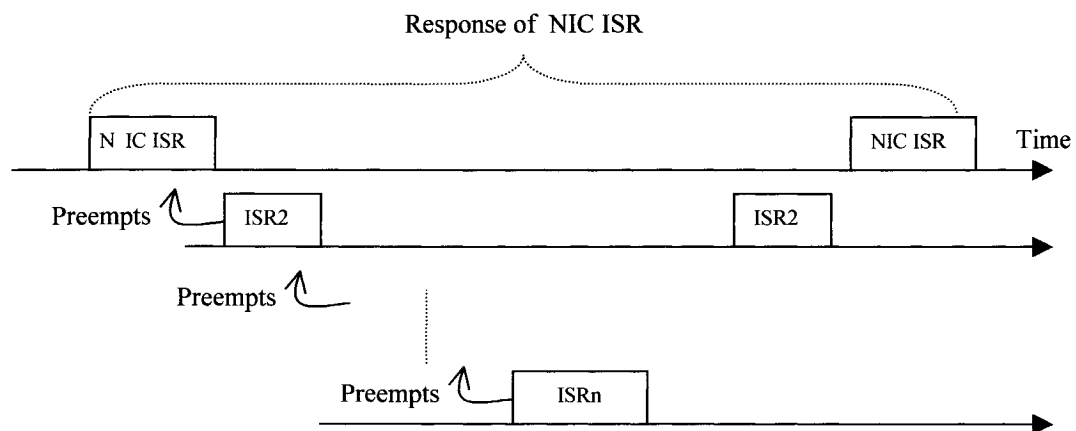 Response of NIC ISR
N IC ISR
NIC ISR
Time
Preempts
ISR2
ISR2
Preempts
Preempts
ISRn